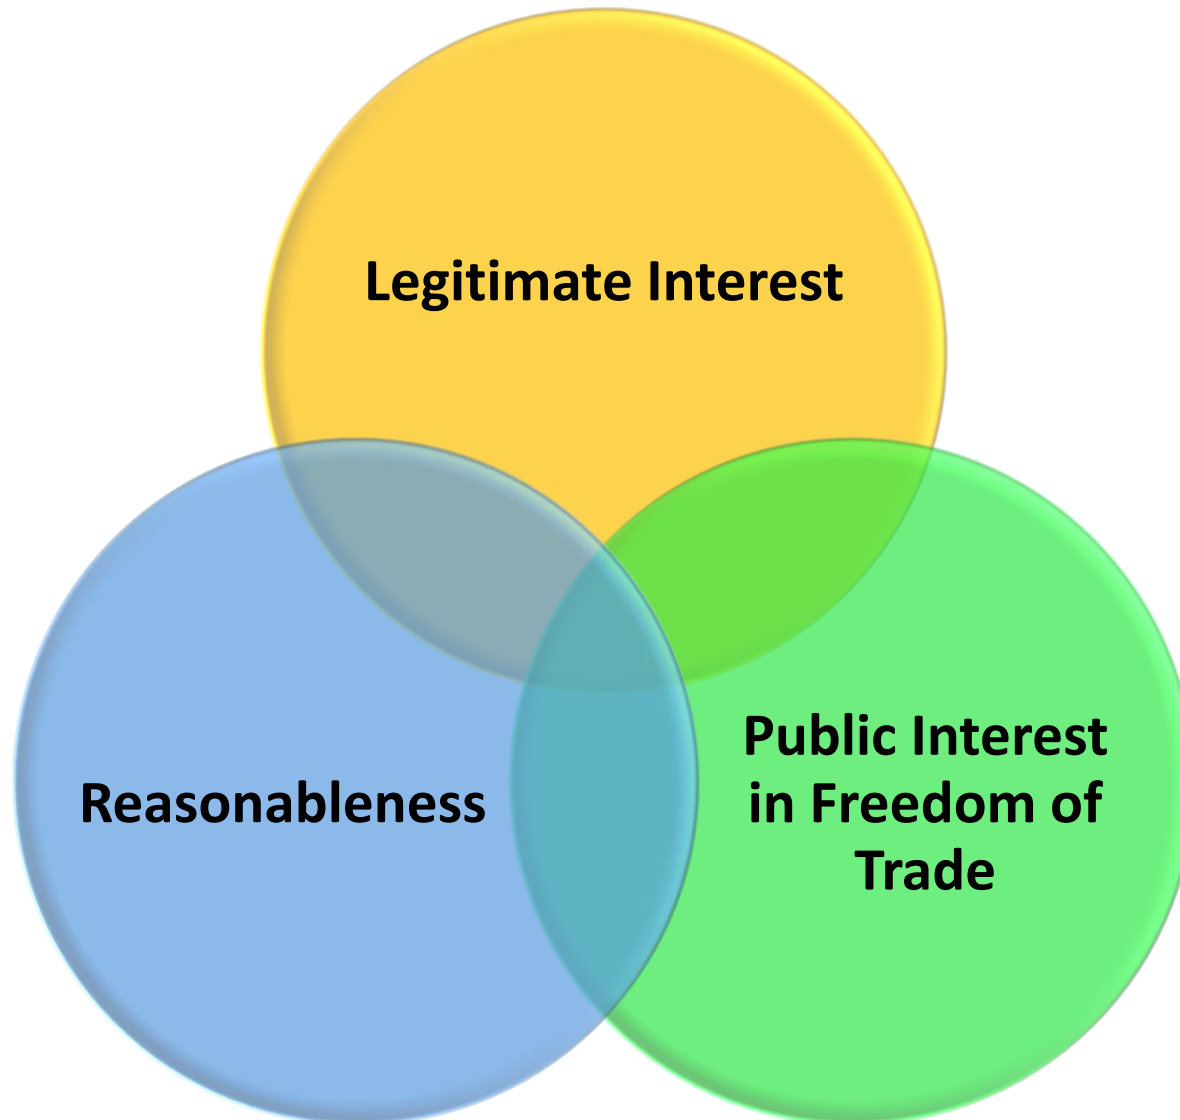 Legitimate Interest
Reasonableness
Public Interest
in Freedom of
Trade